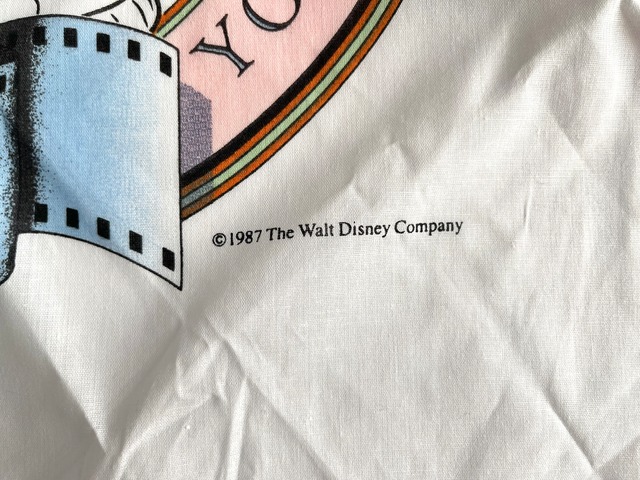 YO
©1987 The Walt Disney Company